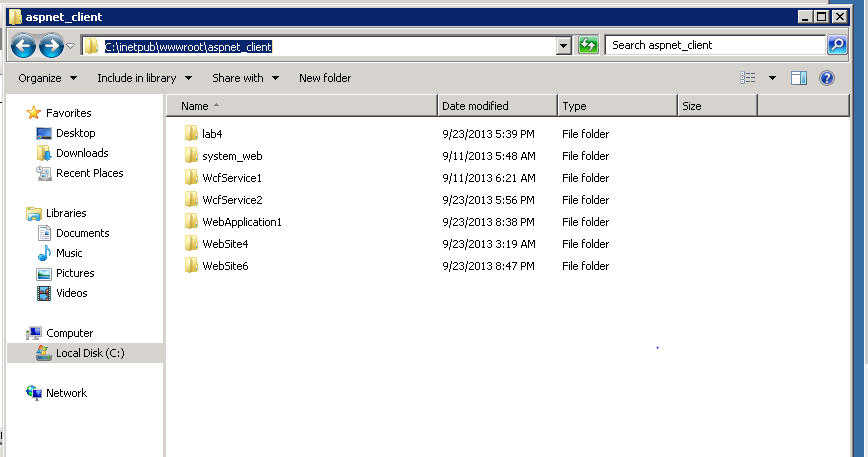 aspnet_client
C:\inetpub\wwwroot\aspnet_client
Search aspnet_client
Organize Include in library Share with New folder
Favorites
Desktop
Downloads
Recent Places
Libraries
Documents
Music
Pictures
Videos
Computer
Local Disk (C:)
Network
Name Date modified Type Size
lab4 9/23/2013 5:39 PM File folder
system_web 9/11/2013 5:48 AM File folder
WcfService1 9/11/2013 6:21 AM File folder
WcfService2 9/23/2013 5:56 PM File folder
WebApplication1 9/23/2013 8:38 PM File folder
WebSite4 9/23/2013 3:19 AM File folder
WebSite6 9/23/2013 8:47 PM File folder